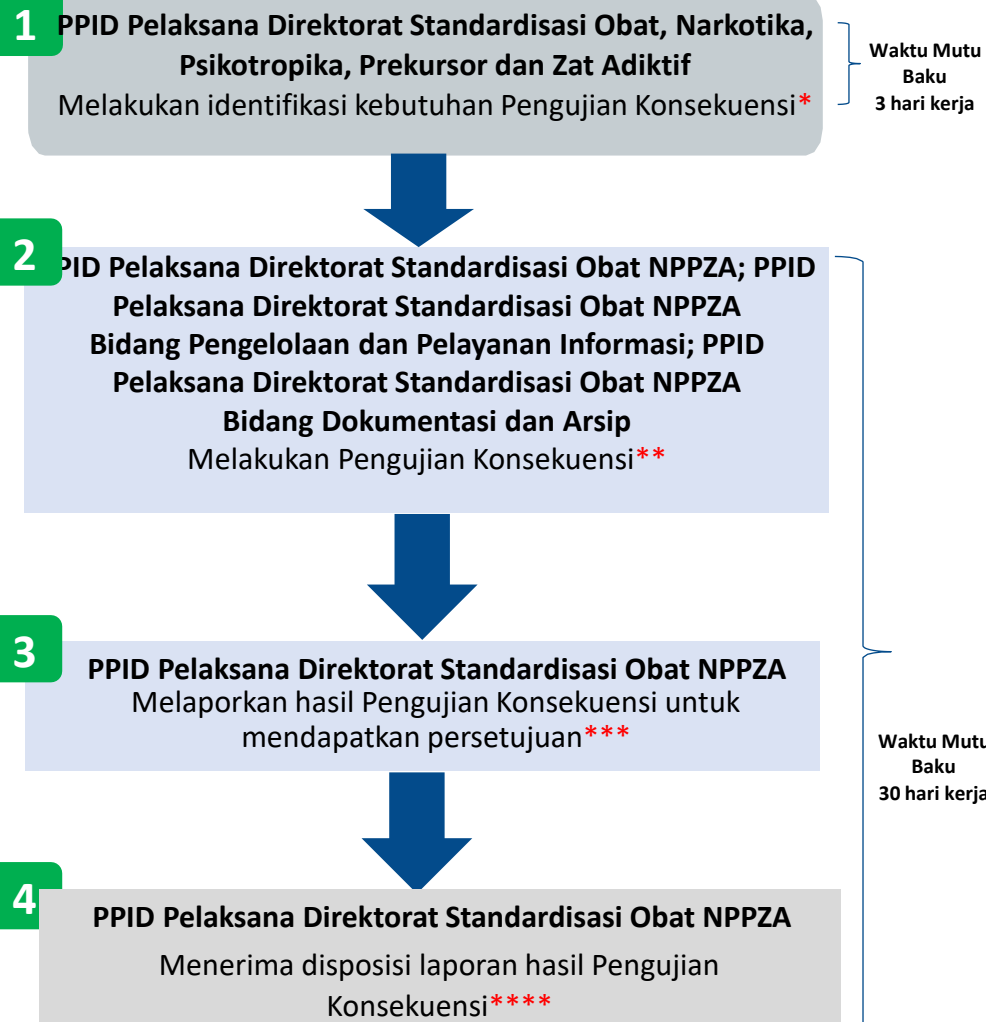 1
PPID Pelaksana Direktorat Standardisasi Obat, Narkotika,
Psikotropika, Prekursor dan Zat Adiktif
Melakukan identifikasi kebutuhan Pengujian Konsekuensi*
Waktu Mutu
Baku
3 hari kerja
2
PID Pelaksana Direktorat Standardisasi Obat NPPZA; PPID
Pelaksana Direktorat Standardisasi Obat NPPZA
Bidang Pengelolaan dan Pelayanan Informasi; PPID
Pelaksana Direktorat Standardisasi Obat NPPZA
Bidang Dokumentasi dan Arsip
Melakukan Pengujian Konsekuensi**
3
PPID Pelaksana Direktorat Standardisasi Obat NPPZA
Melaporkan hasil Pengujian Konsekuensi untuk
mendapatkan persetujuan***
Waktu Mutu
Baku
30 hari kerja
4
PPID Pelaksana Direktorat Standardisasi Obat NPPZA
Menerima disposisi laporan hasil Pengujian
Konsekuensi****